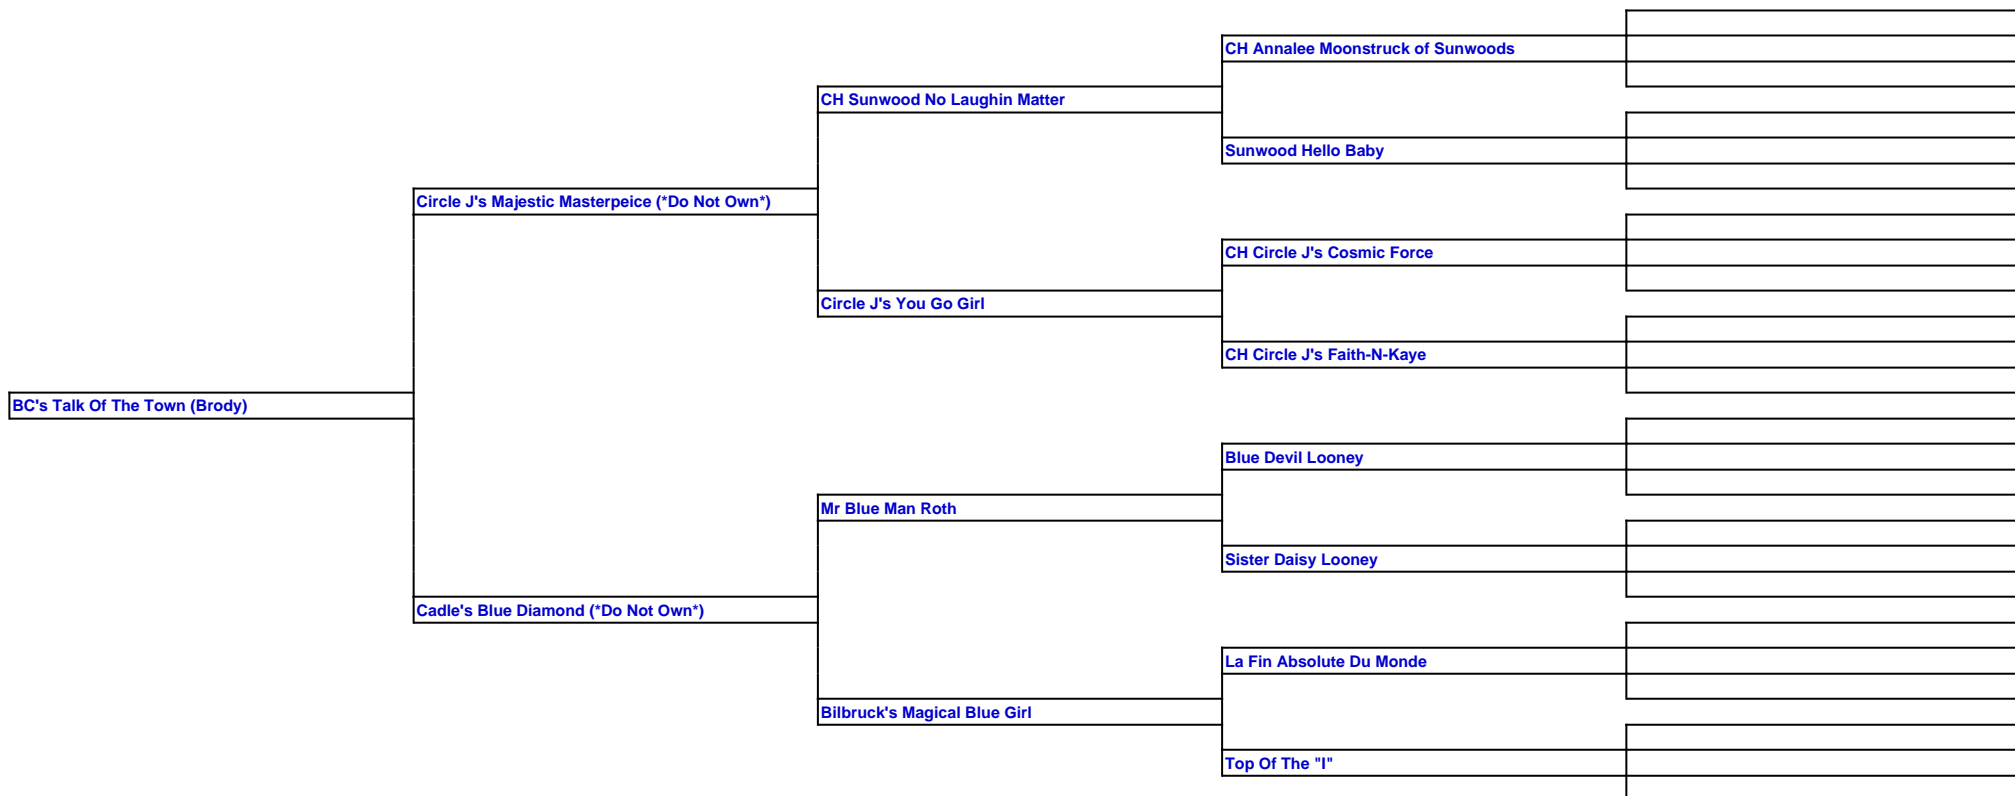 CH Annalee Moonstruck of Sunwoods
CH Sunwood No Laughin Matter
Sunwood Hello Baby
Circle J's Majestic Masterpeice (*Do Not Own*)
CH Circle J's Cosmic Force
Circle J's You Go Girl
CH Circle J's Faith-N-Kaye
BC's Talk Of The Town (Brody)
Blue Devil Looney
Mr Blue Man Roth
Sister Daisy Looney
Cadle's Blue Diamond (*Do Not Own*)
La Fin Absolute Du Monde
Bilbruck's Magical Blue Girl
Top Of The "I"